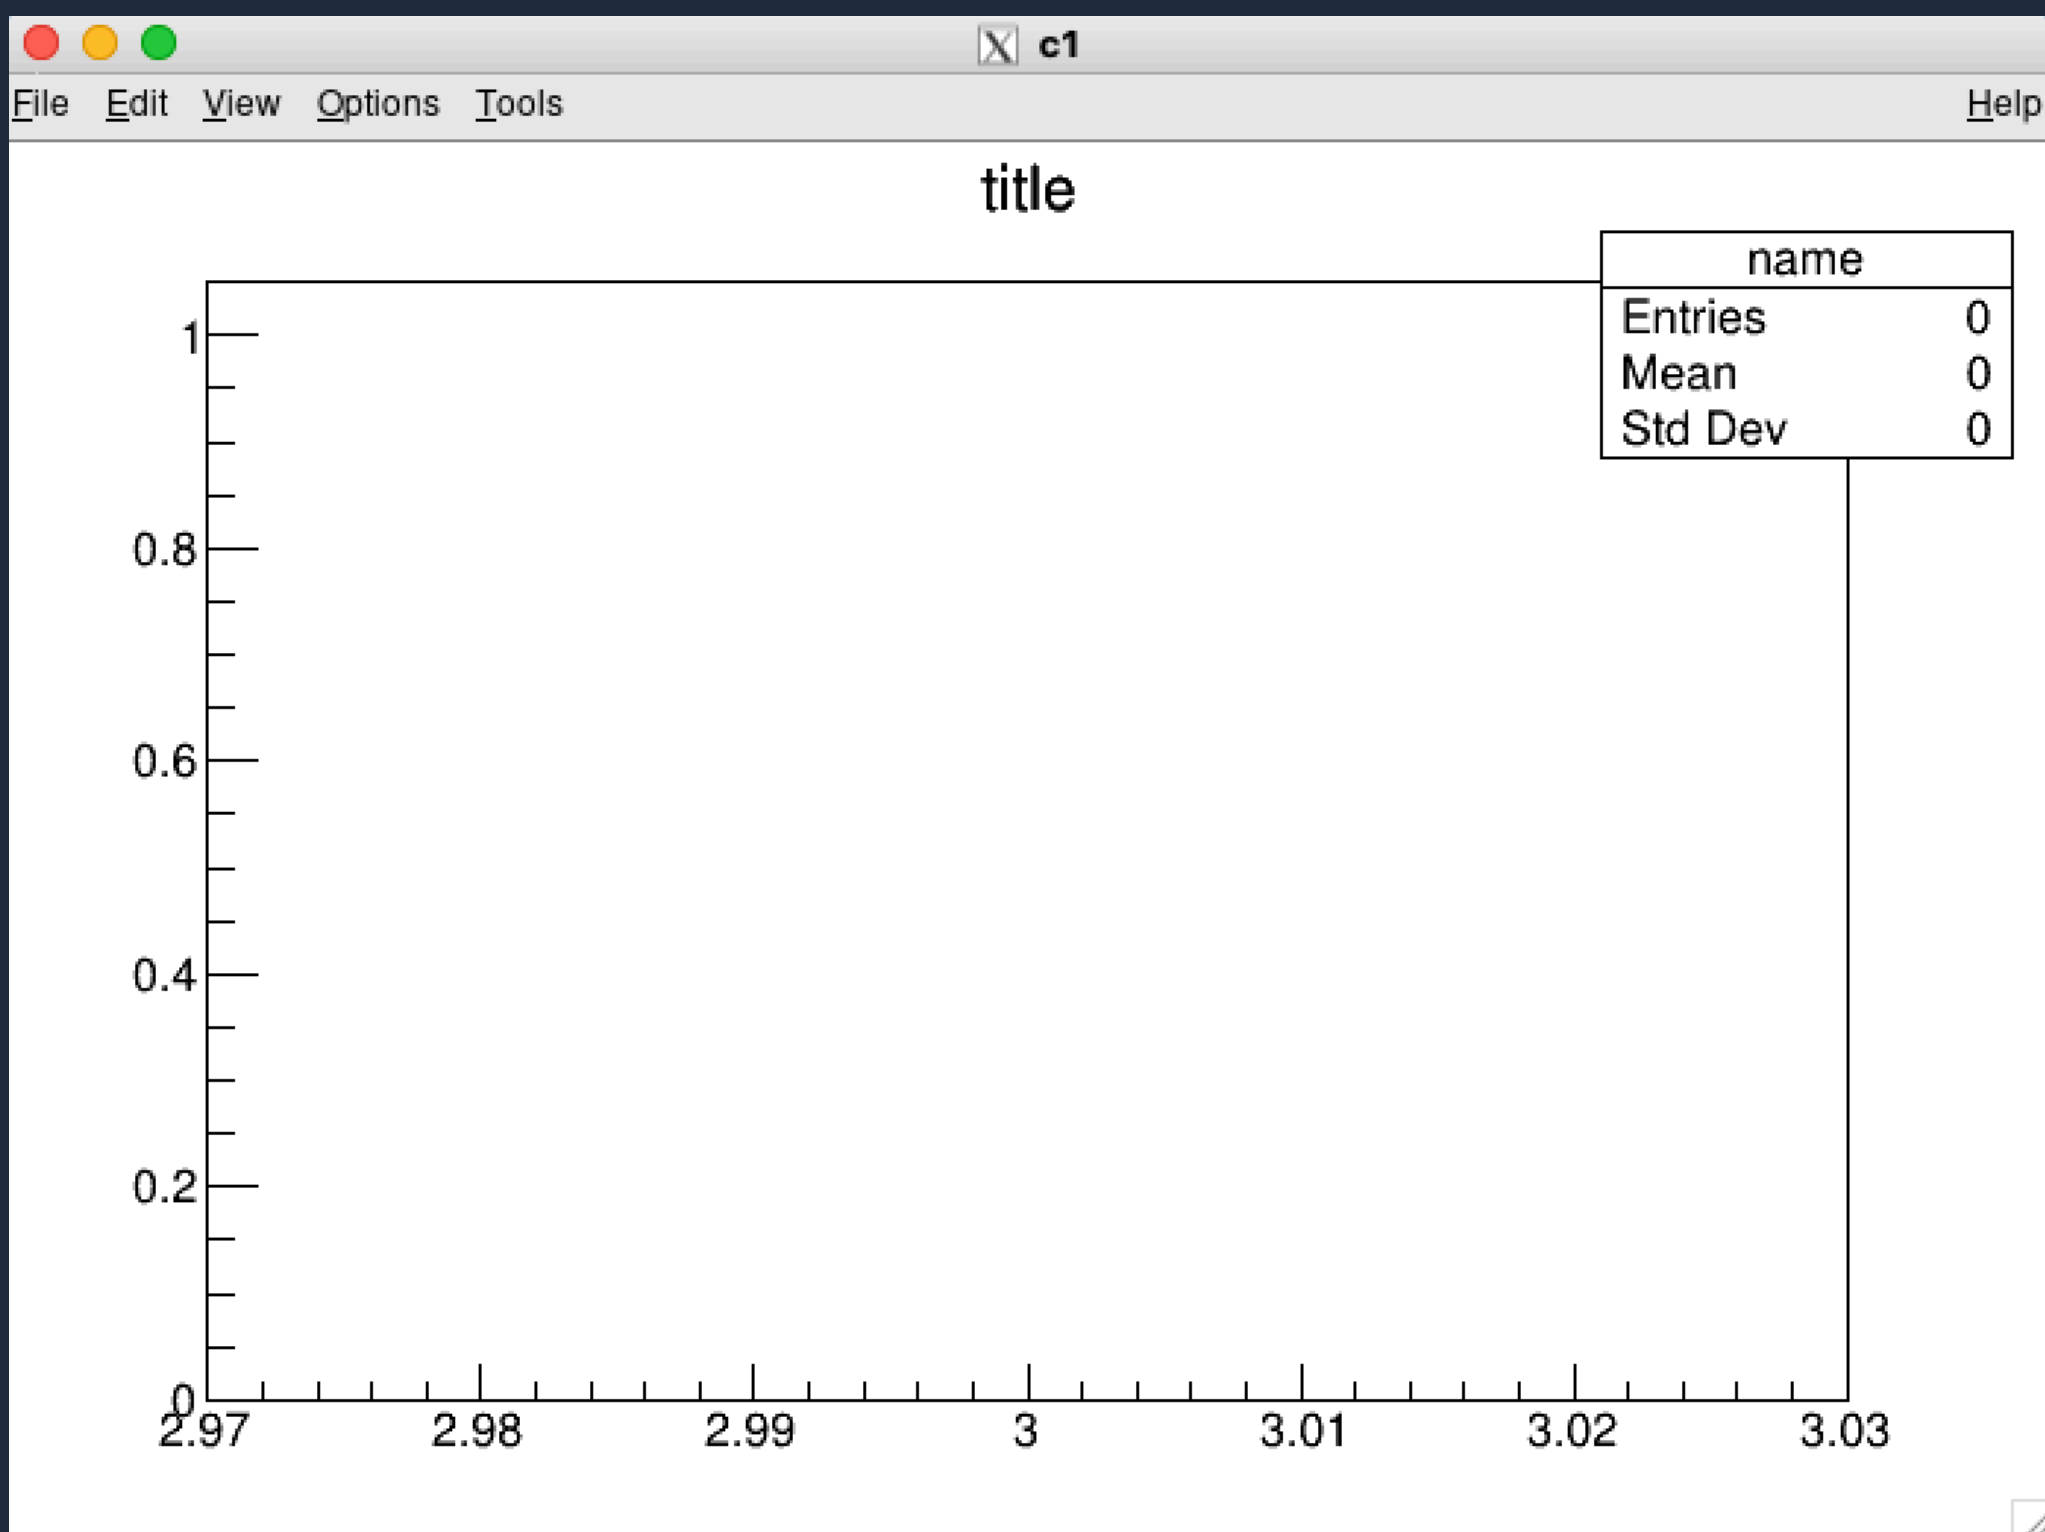 c1
File Edit View Options Tools Help
title
name
Entries 0
Mean 0
Std Dev 0
1
0.8
0.6
0.4
0.2
0
2.97 2.98 2.99 3 3.01 3.02 3.03